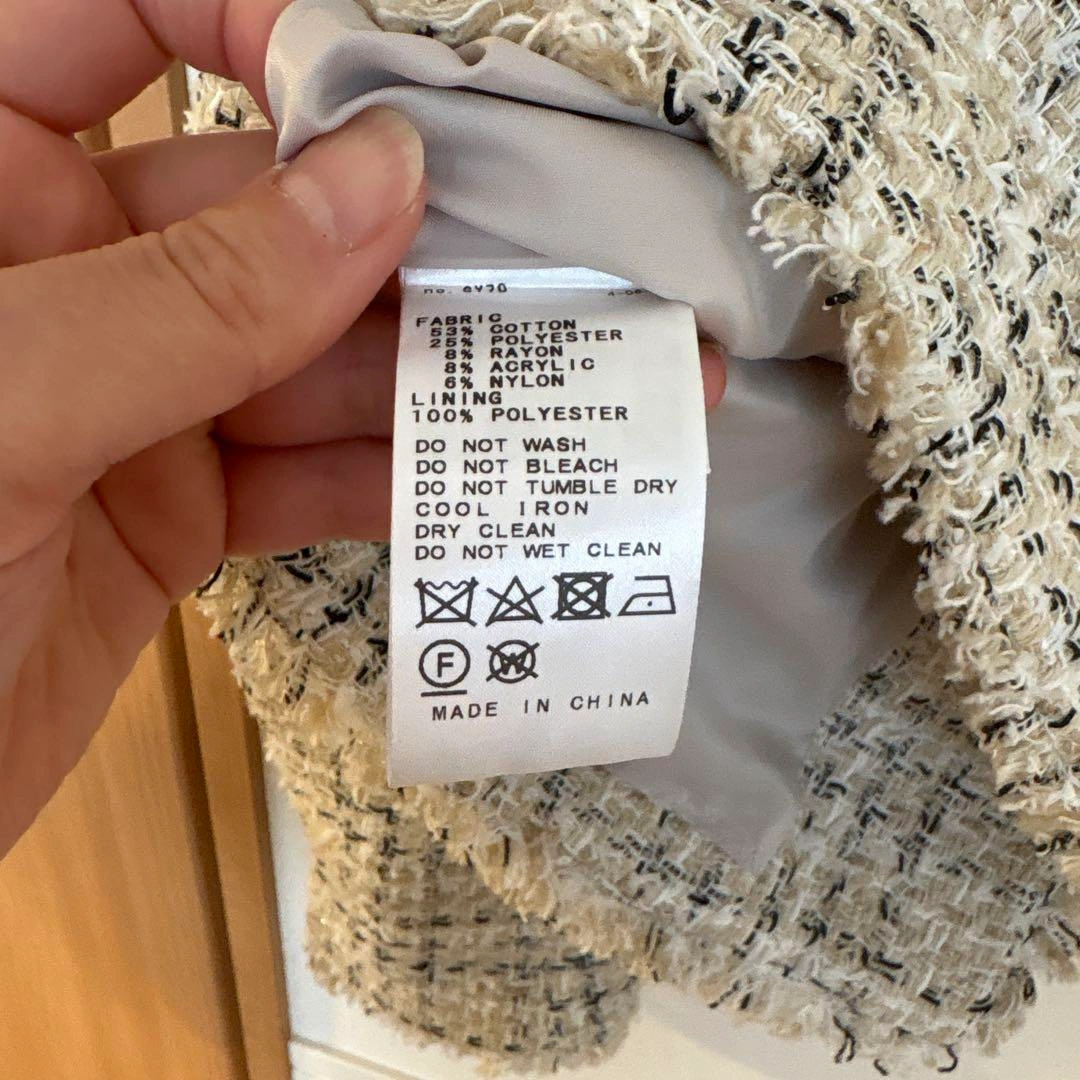 FABRIC
53% COTTON
25% POLYESTER
8% RAYON
8% ACRYLIC
6% NYLON
LINING
100% POLYESTER
DO NOT WASH
DO NOT BLEACH
DO NOT TUMBLE DRY
COOL IRON
DRY CLEAN
DO NOT WET CLEAN
F W
MADE IN CHINA